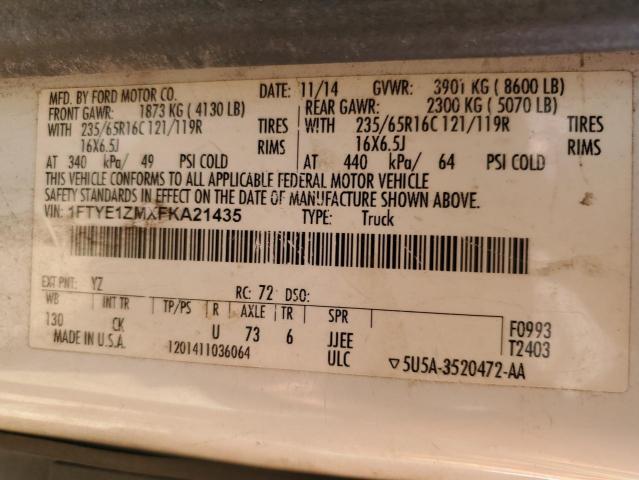 MFD. BY FORD MOTOR CO. DATE: 11/14 GVWR: 3901 KG ( 8600 LB)
FRONT GAWR: 1873 KG ( 4130 LB) REAR GAWR: 2300 KG ( 5070 LB)
WITH 235/65R16C 121/119R TIRES WITH 235/65R16C 121/119R TIRES
16X6.5J RIMS 16X6.5J RIMS
AT 340 kPa/ 49 PSI COLD AT 440 kPa/ 64 PSI COLD
THIS VEHICLE CONFORMS TO ALL APPLICABLE FEDERAL MOTOR VEHICLE
SAFETY STANDARDS IN EFFECT ON THE DATE OF MANUFACTURE SHOWN ABOVE.
VIN: 1FTYE1ZMXFKA21435 TYPE: Truck
EXT PNT: YZ RC: 72 DSO:
WB INT TR TP/PS R AXLE TR SPR
130 CK U 73 6 JJEE F0993
MADE IN U.S.A. 1201411036064 ULC T2403
▽5U5A-3520472-AA